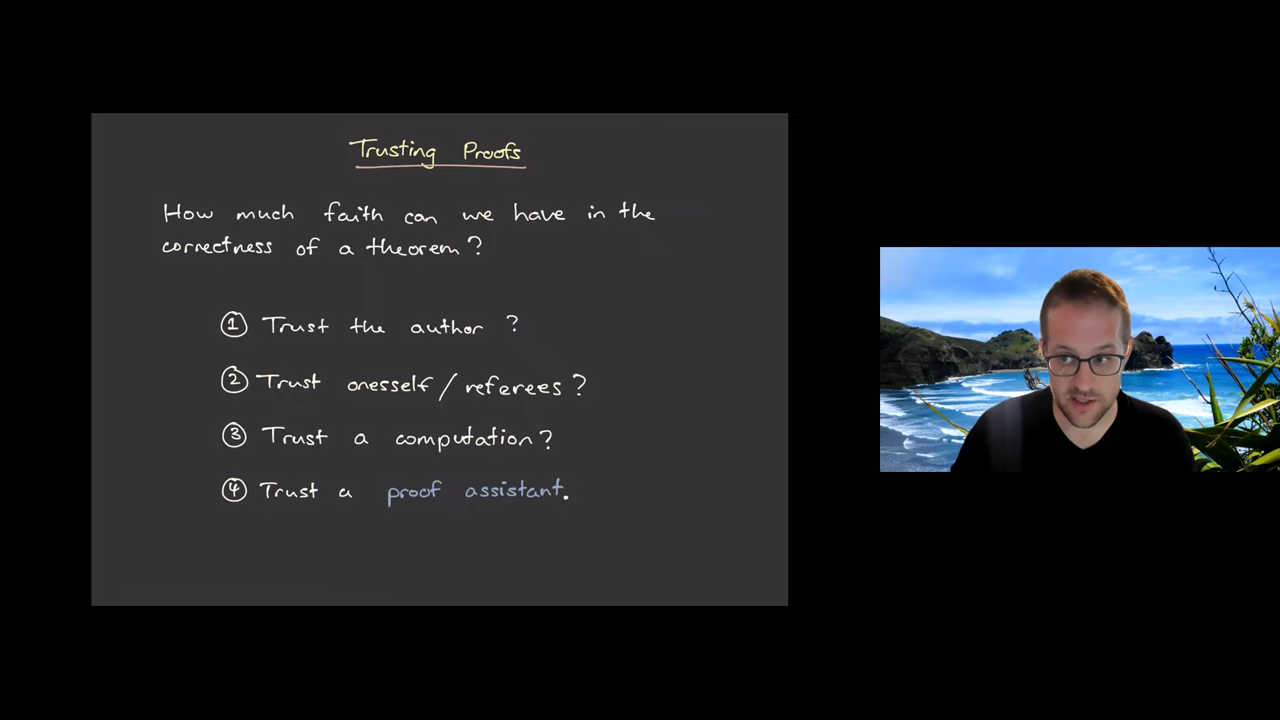 Trusting Proofs
How much faith can we have in the
correctness of a theorem?
① Trust the author ?
② Trust onesself / referees ?
③ Trust a computation?
④ Trust a proof assistant.